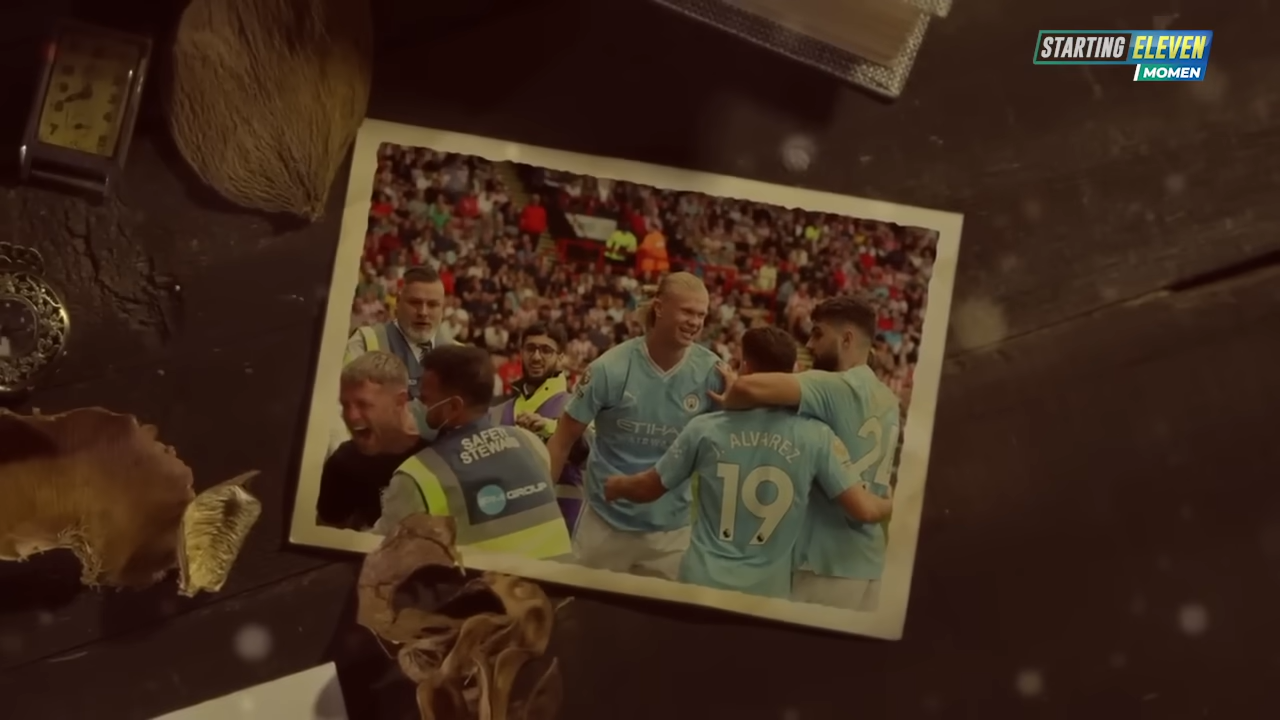 STARTING ELEVEN
MOMEN
SAFETY
STEWARD
GROUP
ETIHAD
J. ALVAREZ
19
24